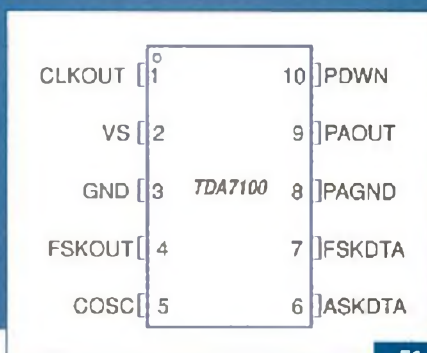 CLKOUT 1 10 PDWN
VS 2 9 PAOUT
GND 3 TDA7100 8 PAGND
FSKOUT 4 7 FSKDTA
COSC 5 6 ASKDTA